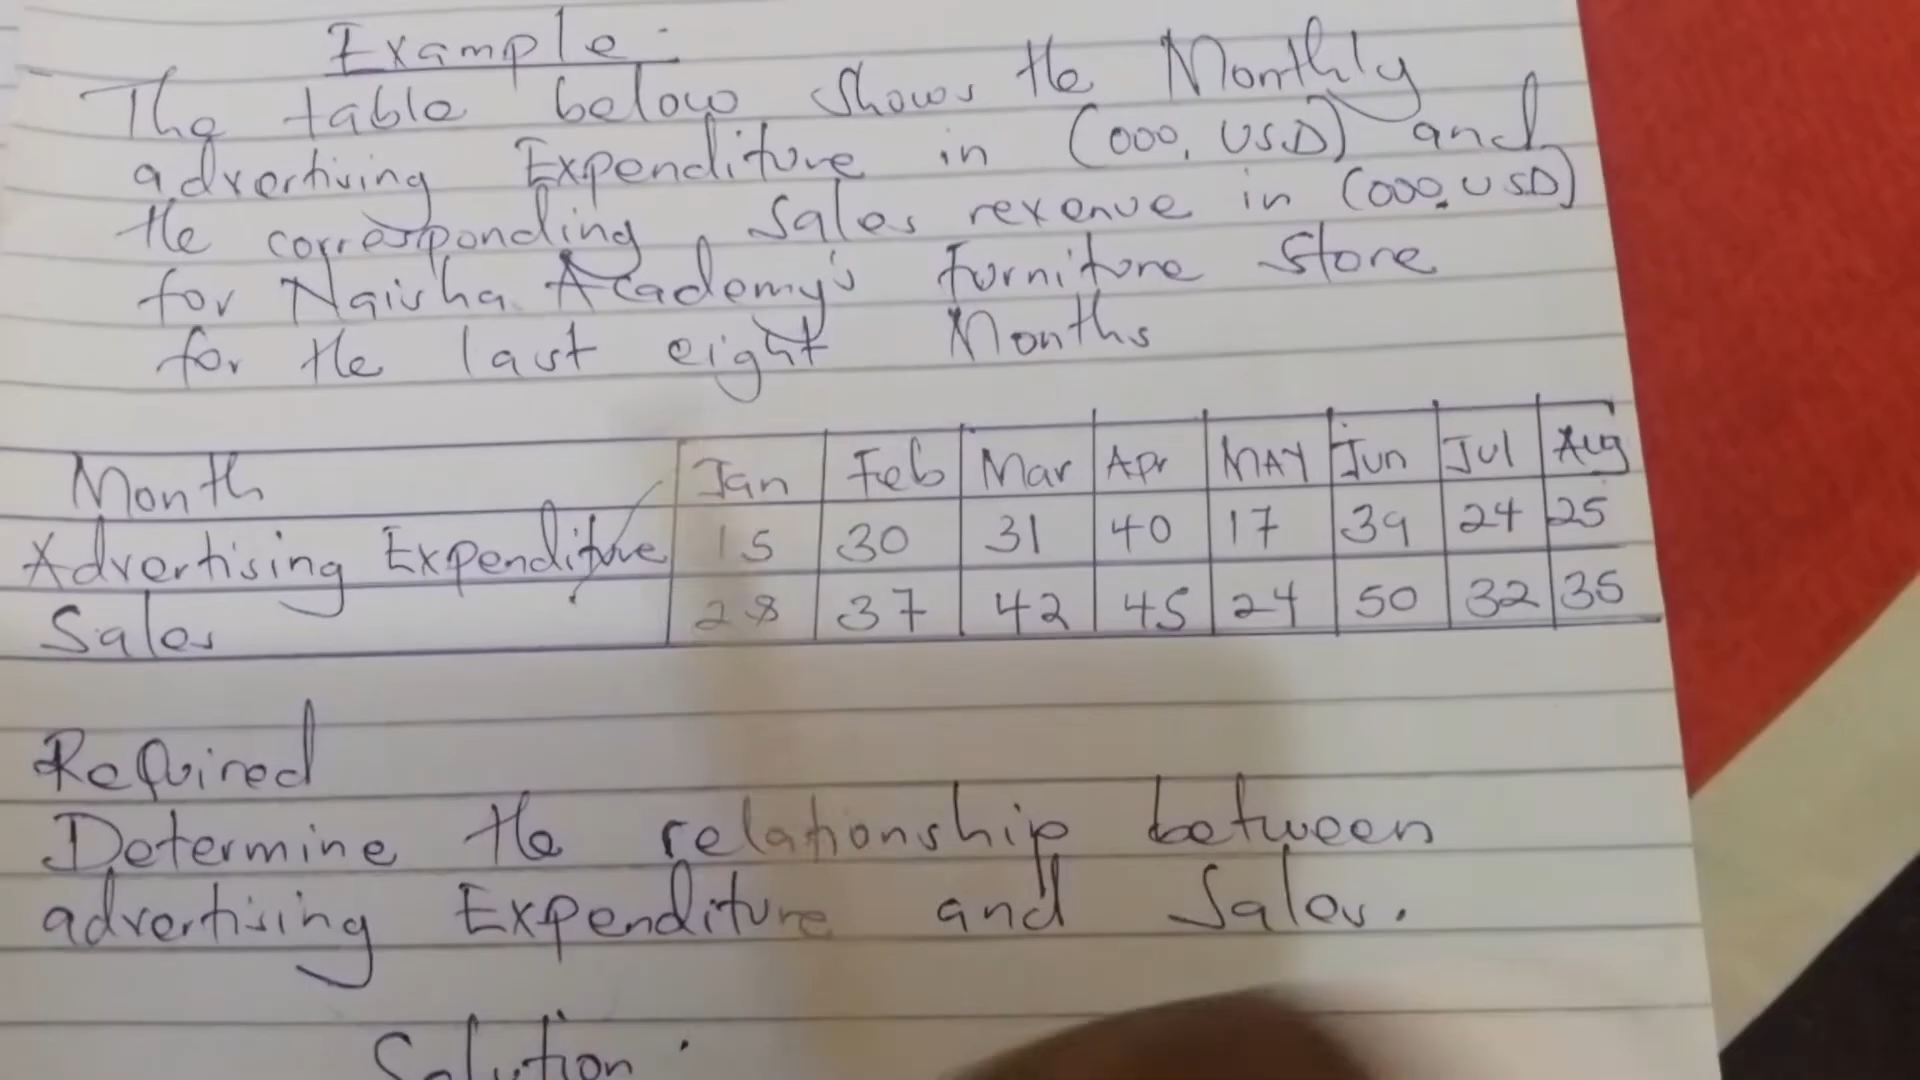 Example:
The table below shows the Monthly
advertising Expenditure in (000, USD) and
the corresponding sales revenue in (000, USD)
for Naisha Academy's furniture store
for the last eight Months
Month Jan Feb Mar Apr MAY Jun Jul Aug
Advertising Expenditure 15 30 31 40 17 39 24 25
Sales 28 37 42 45 24 50 32 35
Required
Determine the relationship between
advertising Expenditure and Sales.
Solution: